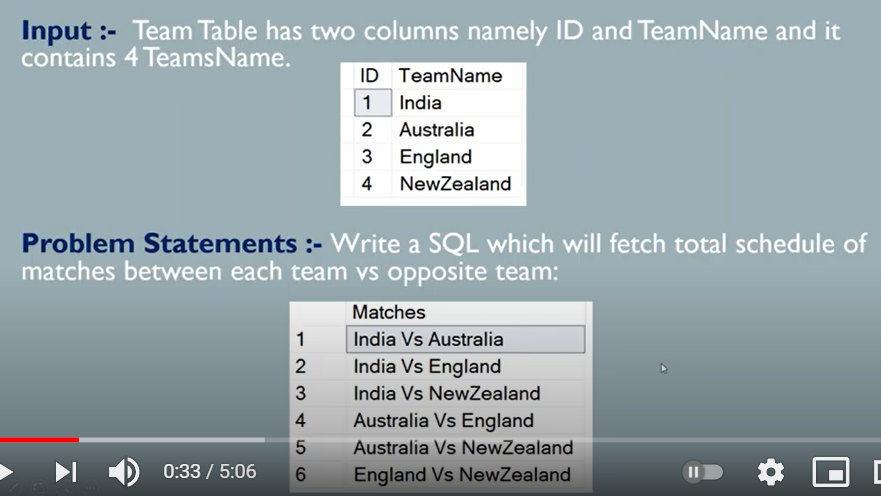 Input :- Team Table has two columns namely ID and TeamName and it
contains 4 TeamsName.
ID TeamName
1 India
2 Australia
3 England
4 NewZealand
Problem Statements :- Write a SQL which will fetch total schedule of
matches between each team vs opposite team:
Matches
1 India Vs Australia
2 India Vs England
3 India Vs NewZealand
4 Australia Vs England
5 Australia Vs NewZealand
6 England Vs NewZealand
0:33 / 5:06